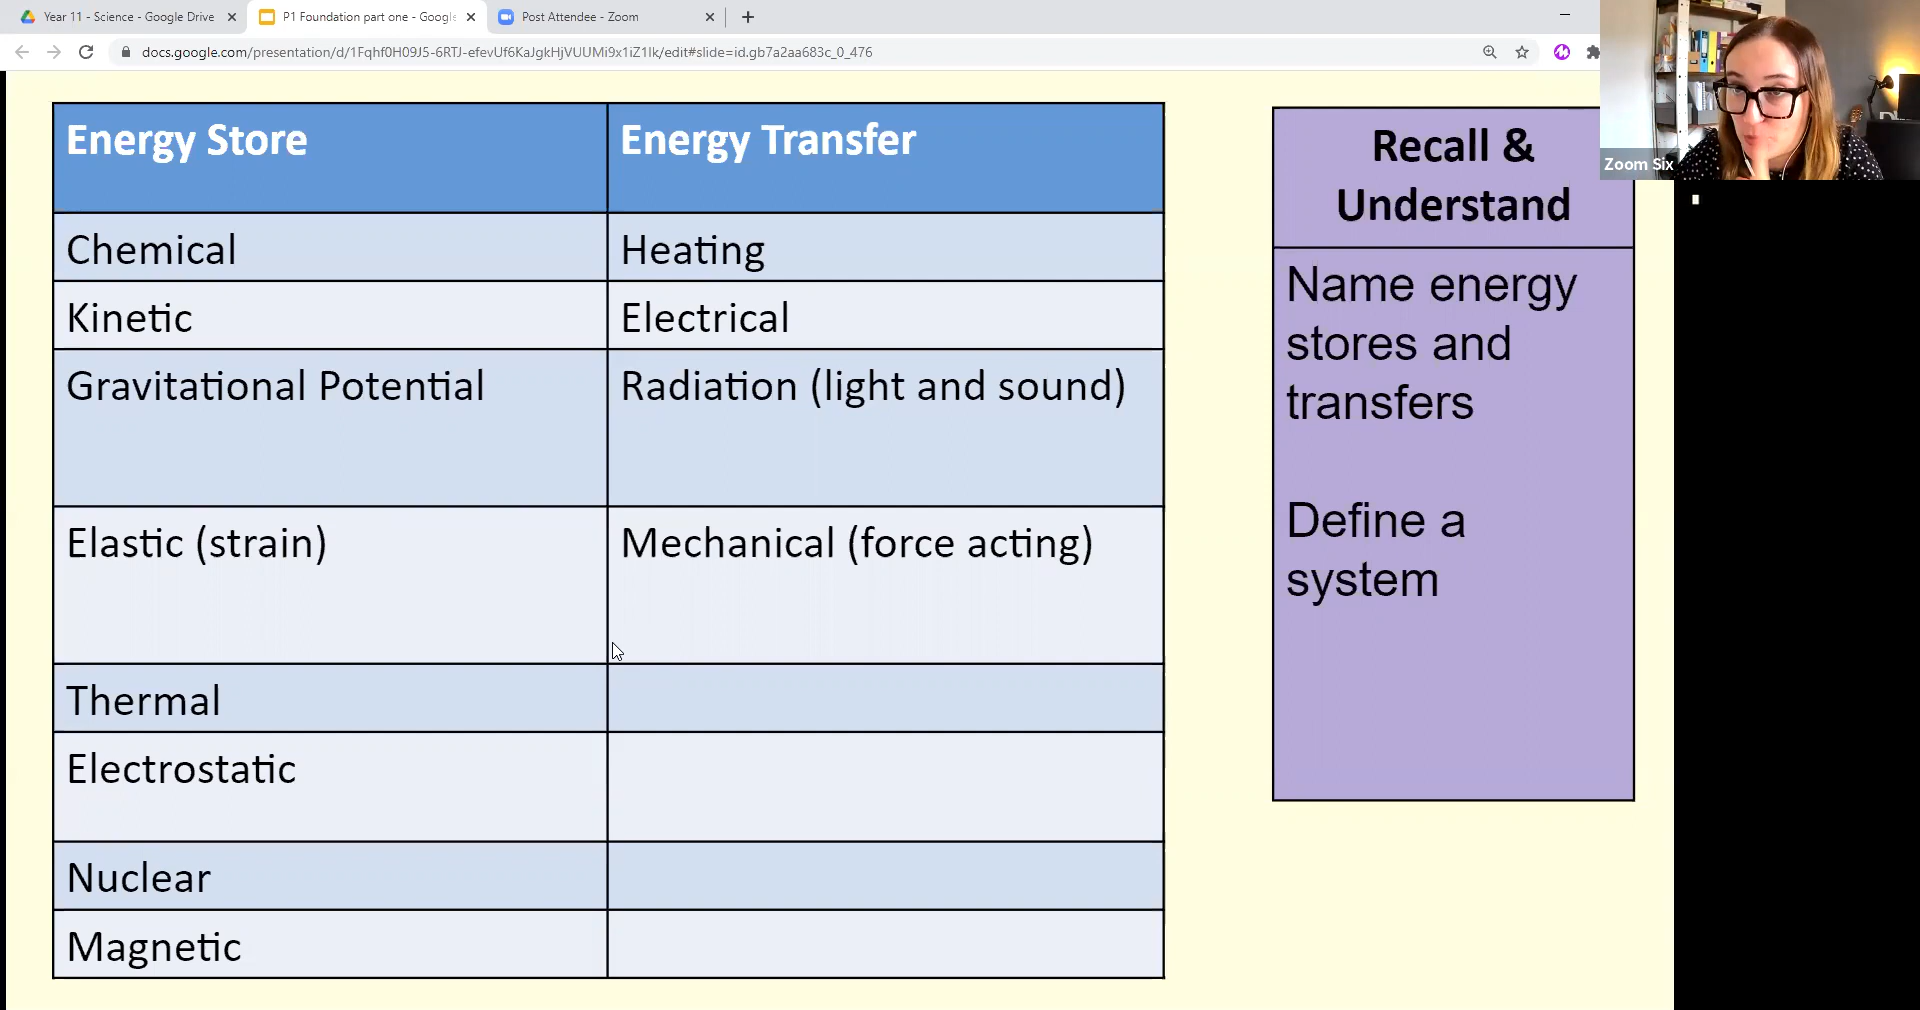 Year 11 - Science - Google Drive
P1 Foundation part one - Google
Post Attendee - Zoom
docs.google.com/presentation/d/1Fqhf0H09J5-6RTJ-efevUf6KaJgkHjVUUMi9x1iZ1lk/edit#slide=id.gb7a2aa683c_0_476
Energy Store Energy Transfer
Chemical Heating
Kinetic Electrical
Gravitational Potential Radiation (light and sound)
Elastic (strain) Mechanical (force acting)
Thermal
Electrostatic
Nuclear
Magnetic
Recall &
Understand
Name energy
stores and
transfers
Define a
system
Zoom Six